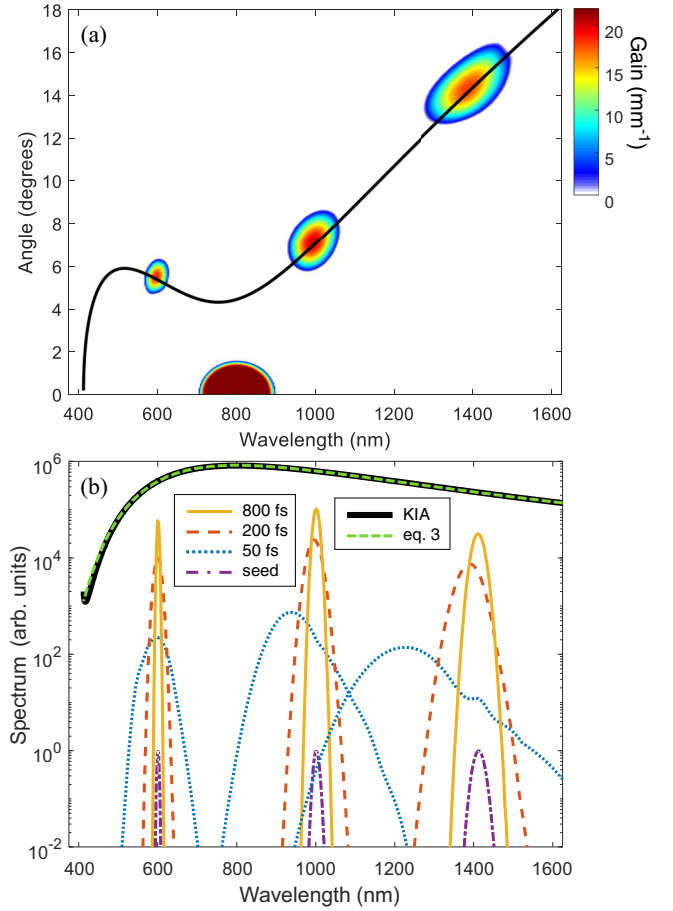 (a)
18
16
14
12
10
8
6
4
2
0
Angle (degrees)
400 600 800 1000 1200 1400 1600
Wavelength (nm)
20
15
10
5
0
Gain (mm⁻¹)
(b)
10⁶
10⁴
10²
10⁰
10⁻²
Spectrum (arb. units)
800 fs
200 fs
50 fs
seed
KIA
eq. 3
400 600 800 1000 1200 1400 1600
Wavelength (nm)